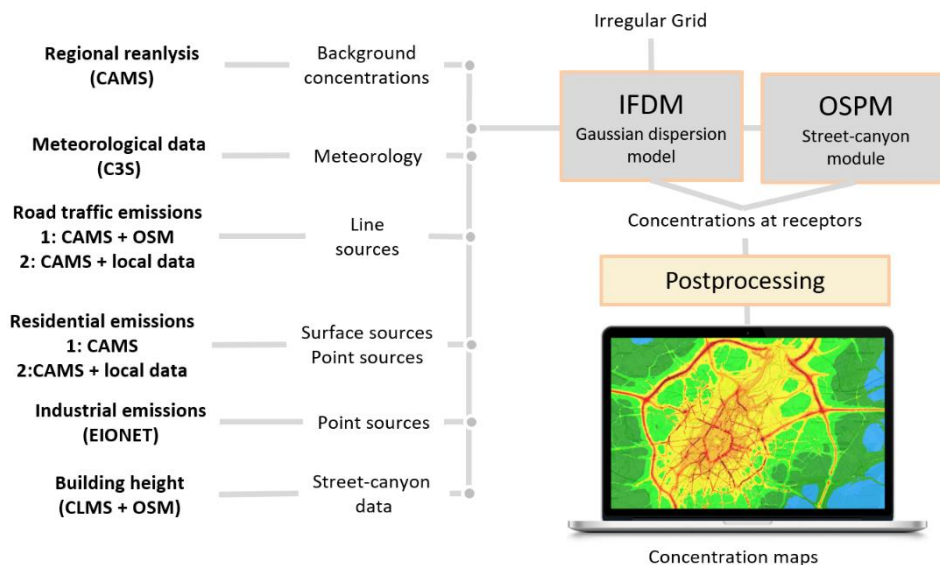 Regional reanlysis
(CAMS)
Background
concentrations
Meteorological data
(C3S)
Meteorology
Road traffic emissions
1: CAMS + OSM
2: CAMS + local data
Line
sources
Residential emissions
1: CAMS
2:CAMS + local data
Surface sources
Point sources
Industrial emissions
(EIONET)
Point sources
Building height
(CLMS + OSM)
Street-canyon
data
Irregular Grid
IFDM
Gaussian dispersion
model
OSPM
Street-canyon
module
Concentrations at receptors
Postprocessing
Concentration maps